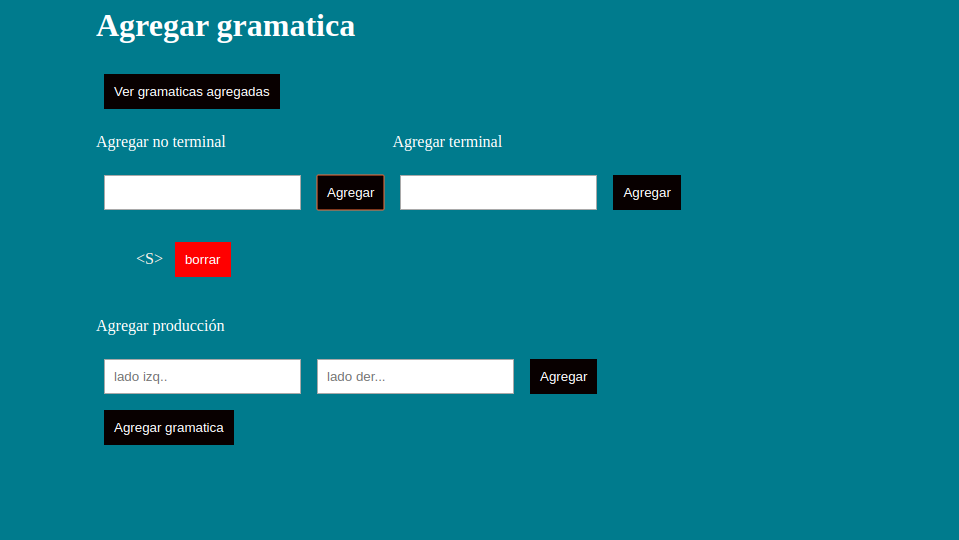 Agregar gramatica
Ver gramaticas agregadas
Agregar no terminal
Agregar terminal
Agregar
Agregar
<S>
borrar
Agregar producción
lado izq..
lado der...
Agregar
Agregar gramatica